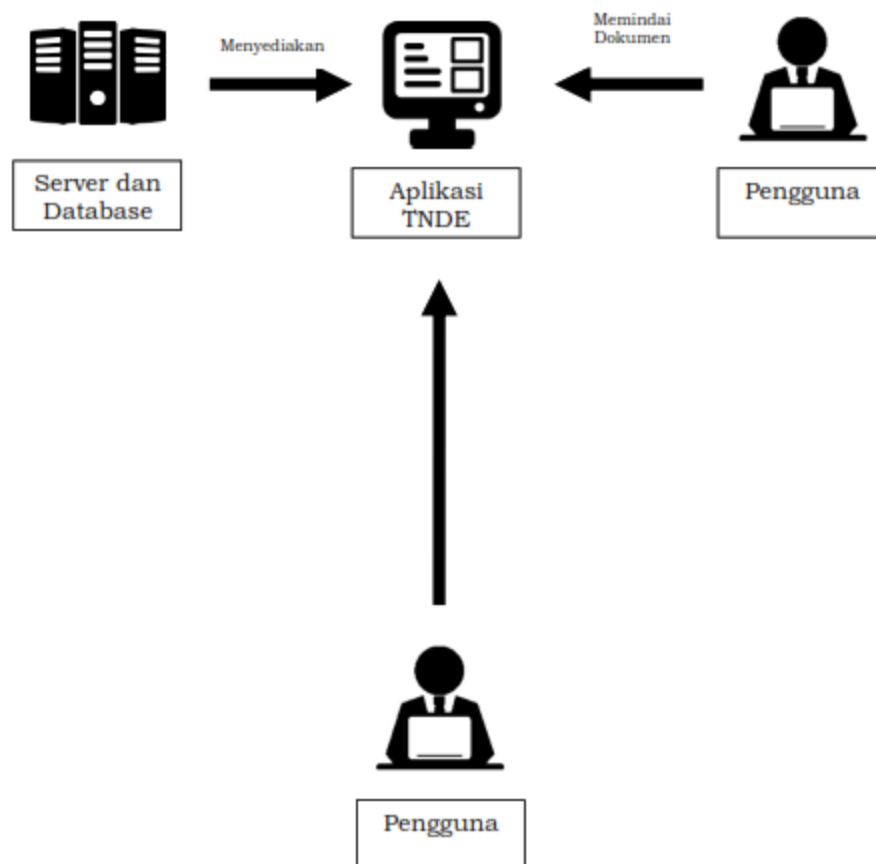 Menyediakan
Memindai
Dokumen
Server dan
Database
Aplikasi
TNDE
Pengguna
Pengguna